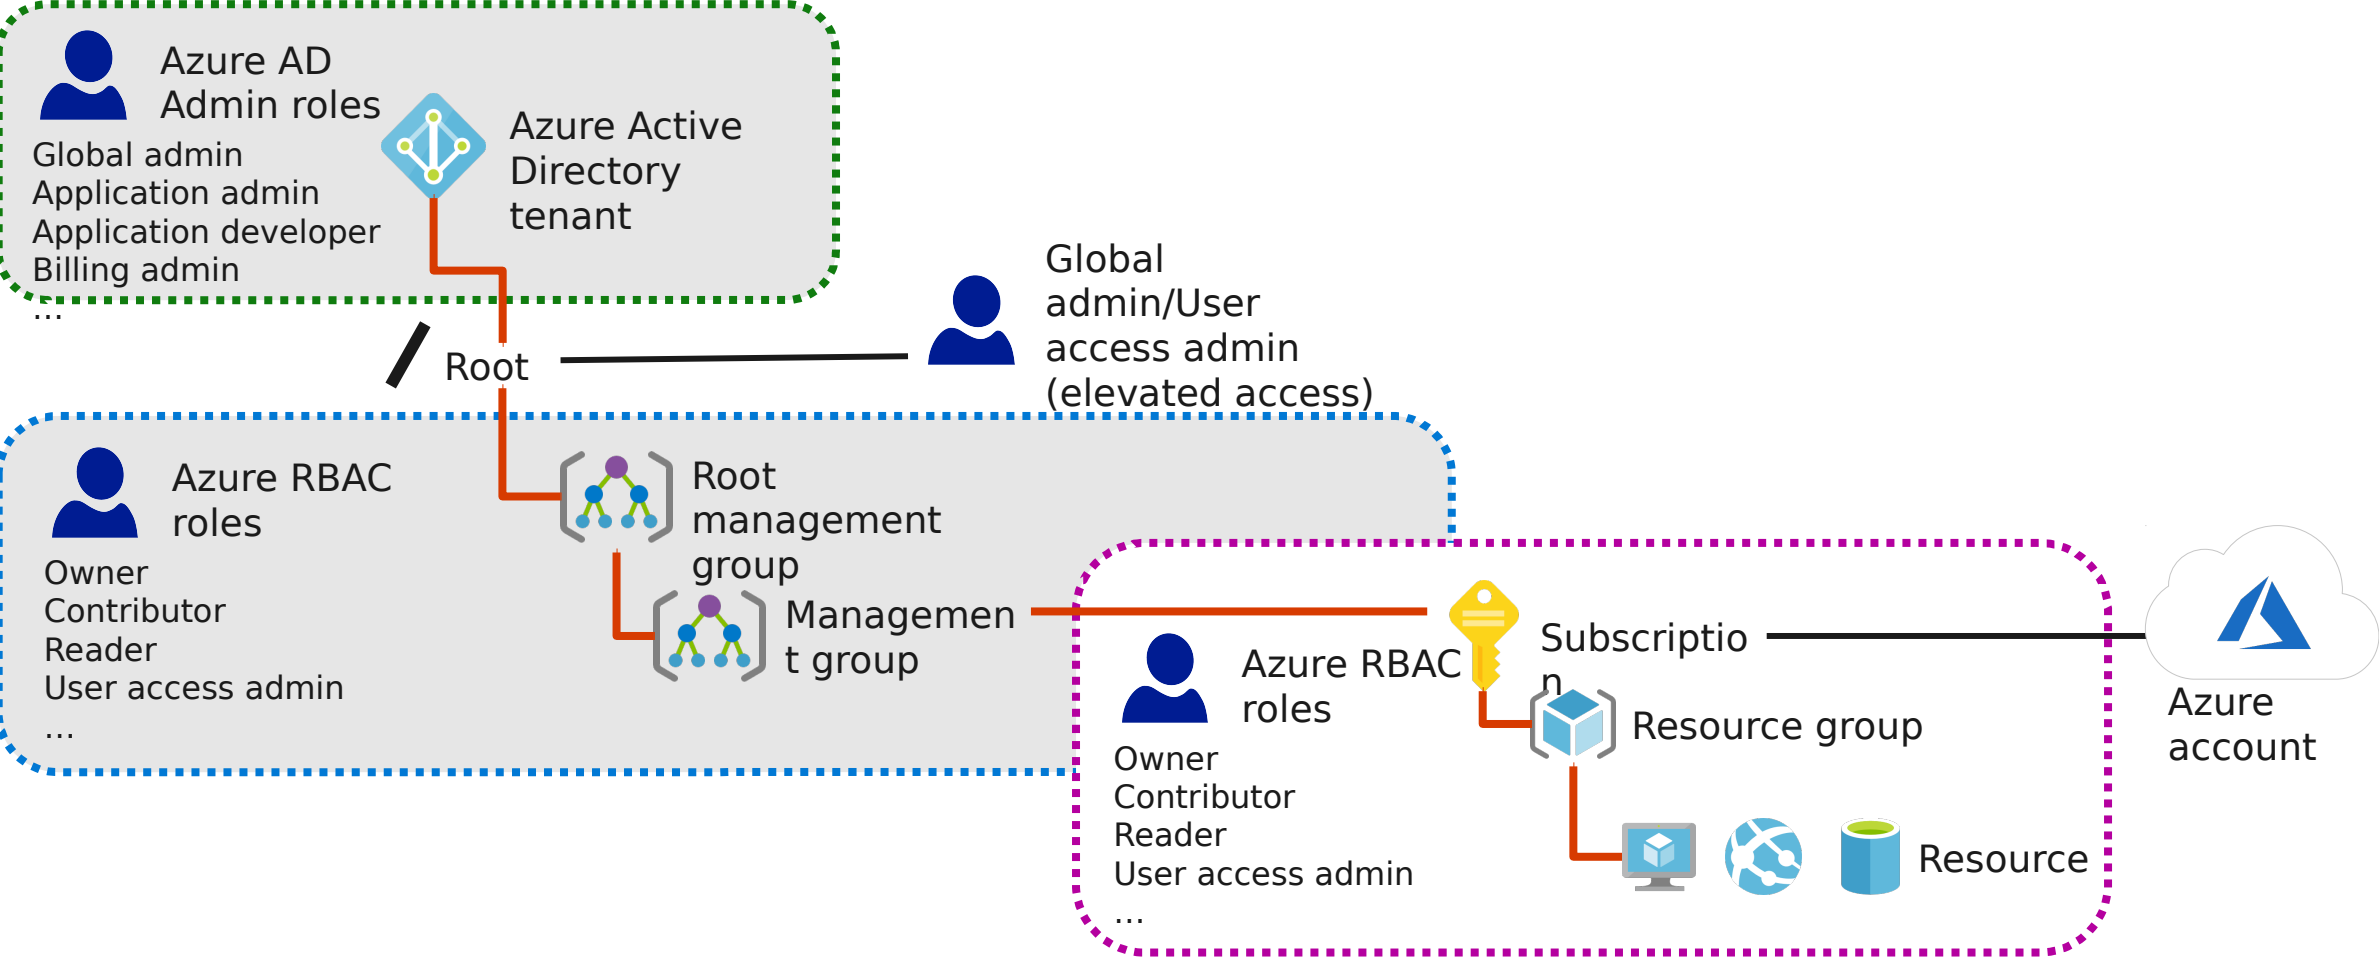 Azure AD
Admin roles
Global admin
Application admin
Application developer
Billing admin
...
Azure Active
Directory
tenant
Root
Global
admin/User
access admin
(elevated access)
Azure RBAC
roles
Owner
Contributor
Reader
User access admin
...
Root
management
group
Managemen
t group
Azure RBAC
roles
Owner
Contributor
Reader
User access admin
...
Subscriptio
n
Resource group
Resource
Azure
account